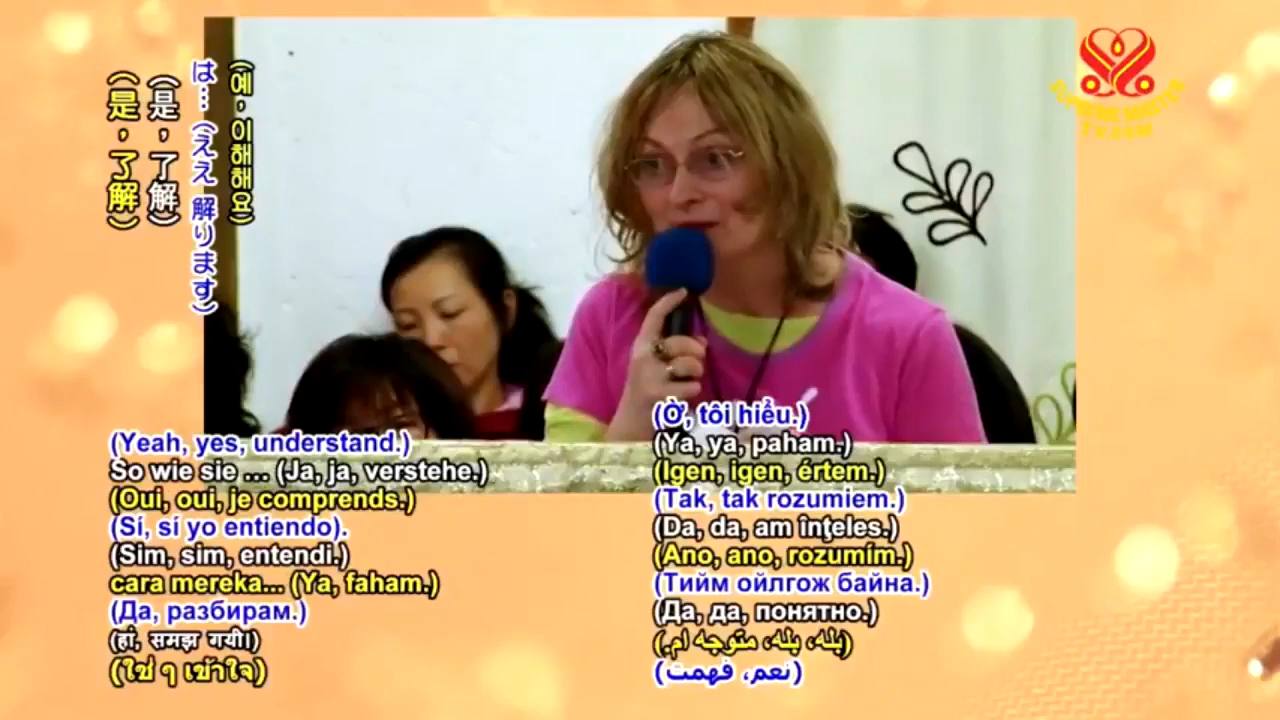 (是，了解)
(是，了解)
は…（ええ 解ります）
(예, 이해해요)
SUPREME MASTER
TV.COM
(Yeah, yes, understand.)
So wie sie ... (Ja, ja, verstehe.)
(Oui, oui, je comprends.)
(Sí, sí yo entiendo).
(Sim, sim, entendi.)
cara mereka... (Ya, faham.)
(Да, разбирам.)
(हां, समझ गयी।)
(ใช่ ๆ เข้าใจ)
(Ờ, tôi hiểu.)
(Ya, ya, paham.)
(Igen, igen, értem.)
(Tak, tak rozumiem.)
(Da, da, am înţeles.)
(Ano, ano, rozumím.)
(Тийм ойлгож байна.)
(Да, да, понятно.)
(بله، بله، متوجه ام.)
(نعم، فهمت)